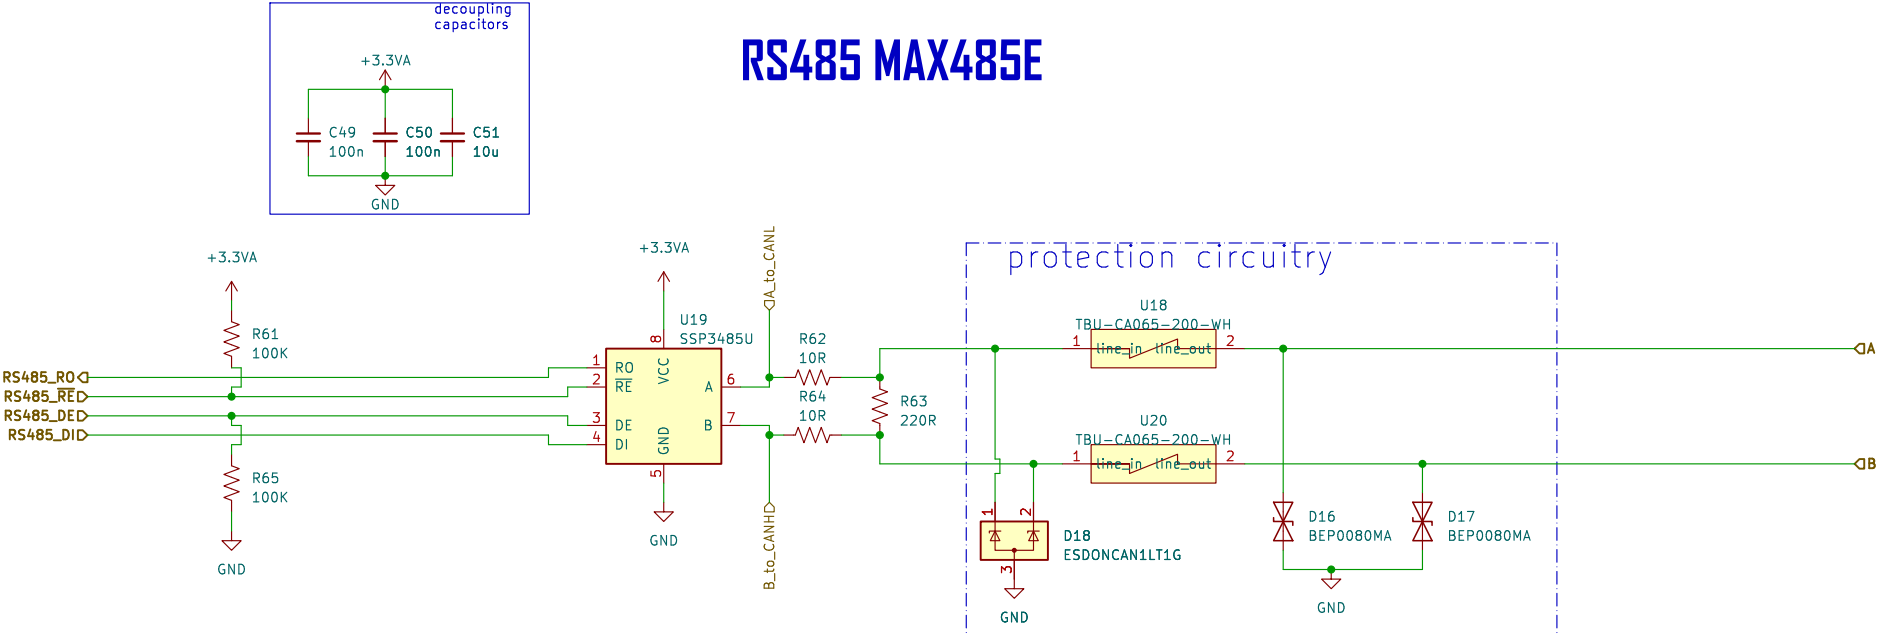 decoupling
capacitors
RS485 MAX485E
+3.3VA
C49
100n
C50
100n
C51
10u
GND
+3.3VA
R61
100K
RS485_RO
RS485_RE
RS485_DE
RS485_DI
R65
100K
GND
+3.3VA
U19
SSP3485U
8
VCC
1
RO
2
RE
3
DE
4
DI
A
6
B
7
GND
5
GND
A_to_CANL
B_to_CANH
R62
10R
R64
10R
R63
220R
protection circuitry
U18
TBU-CA065-200-WH
1
line_in
line_out
2
U20
TBU-CA065-200-WH
1
line_in
line_out
2
1
2
3
D18
ESDONCAN1LT1G
GND
D16
BEP0080MA
D17
BEP0080MA
GND
A
B